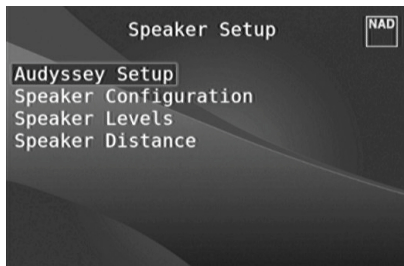 Speaker Setup
NAD
Audyssey Setup
Speaker Configuration
Speaker Levels
Speaker Distance